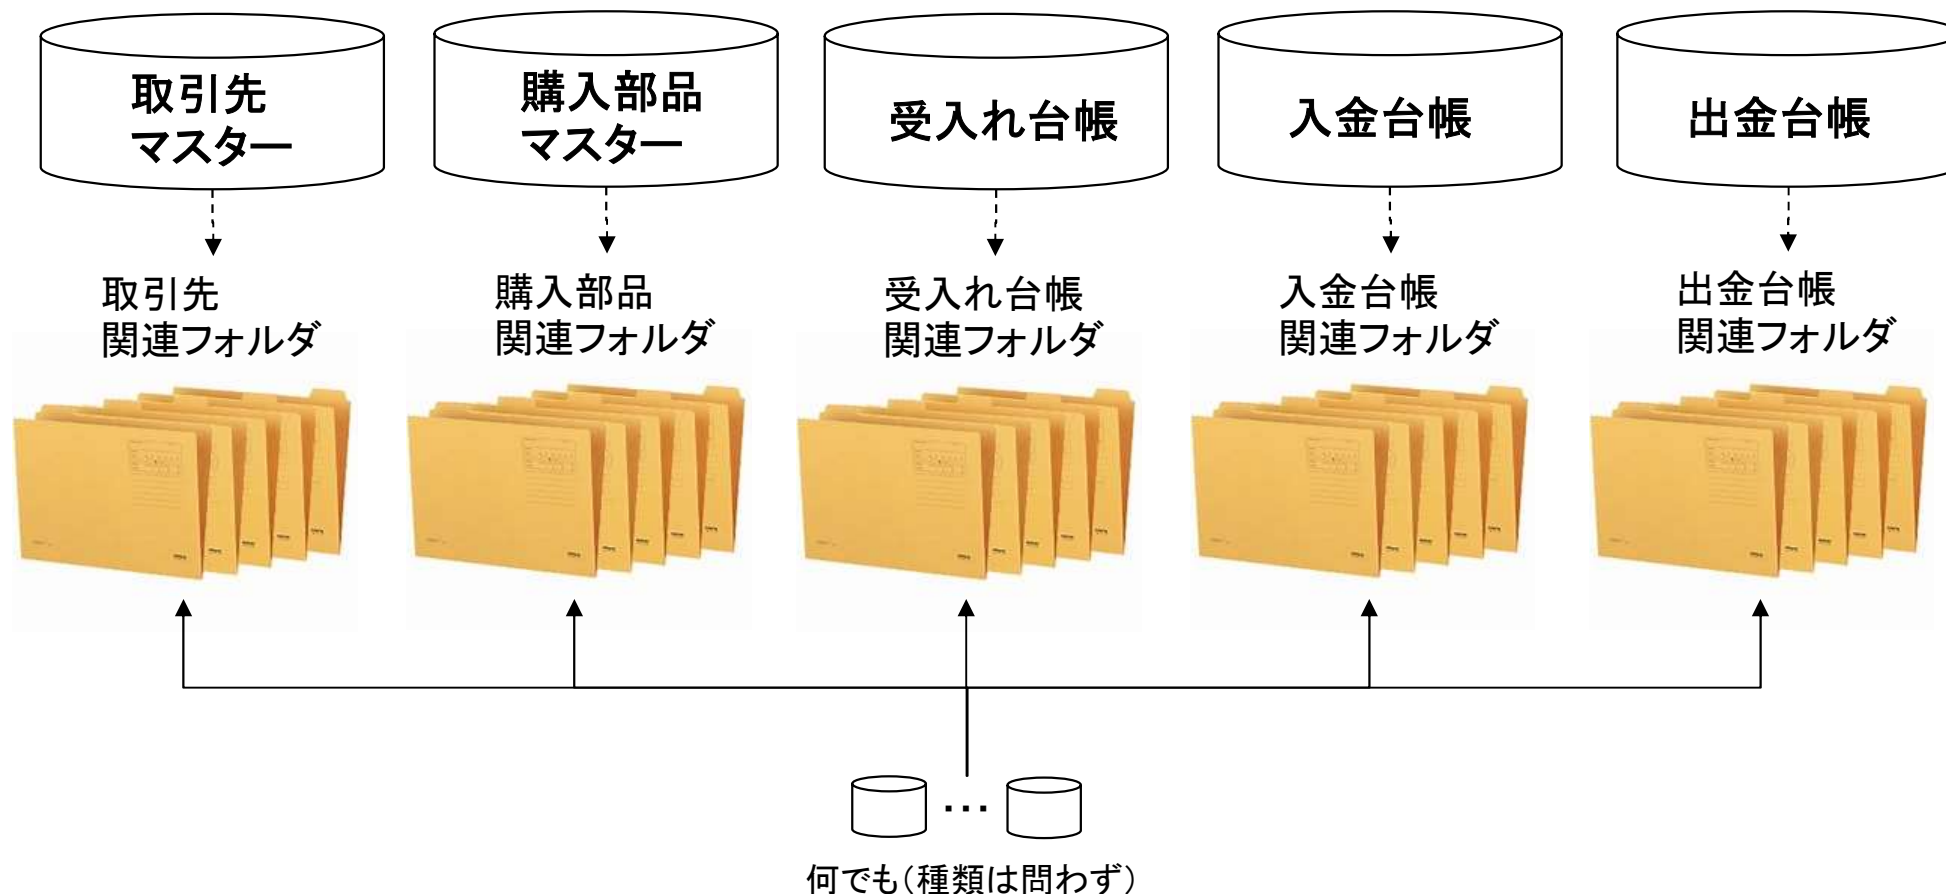 取引先
マスター
購入部品
マスター
受入れ台帳
入金台帳
出金台帳
取引先
関連フォルダ
購入部品
関連フォルダ
受入れ台帳
関連フォルダ
入金台帳
関連フォルダ
出金台帳
関連フォルダ
…
何でも（種類は問わず）